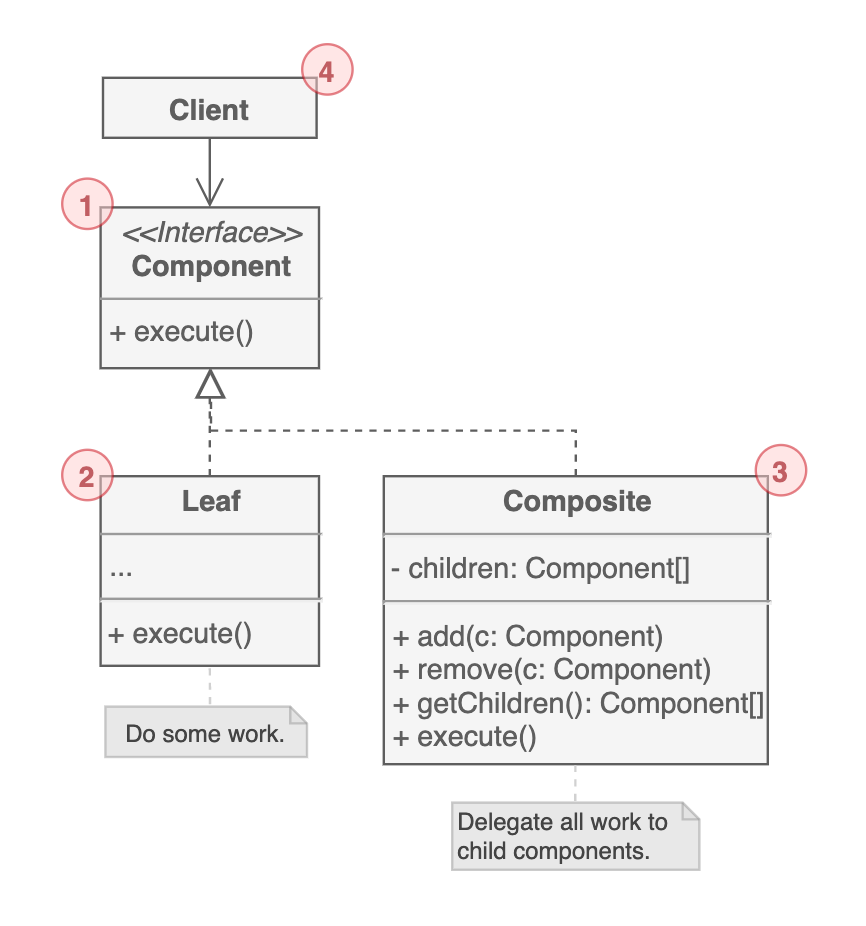 4
Client
1
<<Interface>>
Component
+ execute()
2
Leaf
...
+ execute()
Do some work.
3
Composite
- children: Component[]
+ add(c: Component)
+ remove(c: Component)
+ getChildren(): Component[]
+ execute()
Delegate all work to
child components.